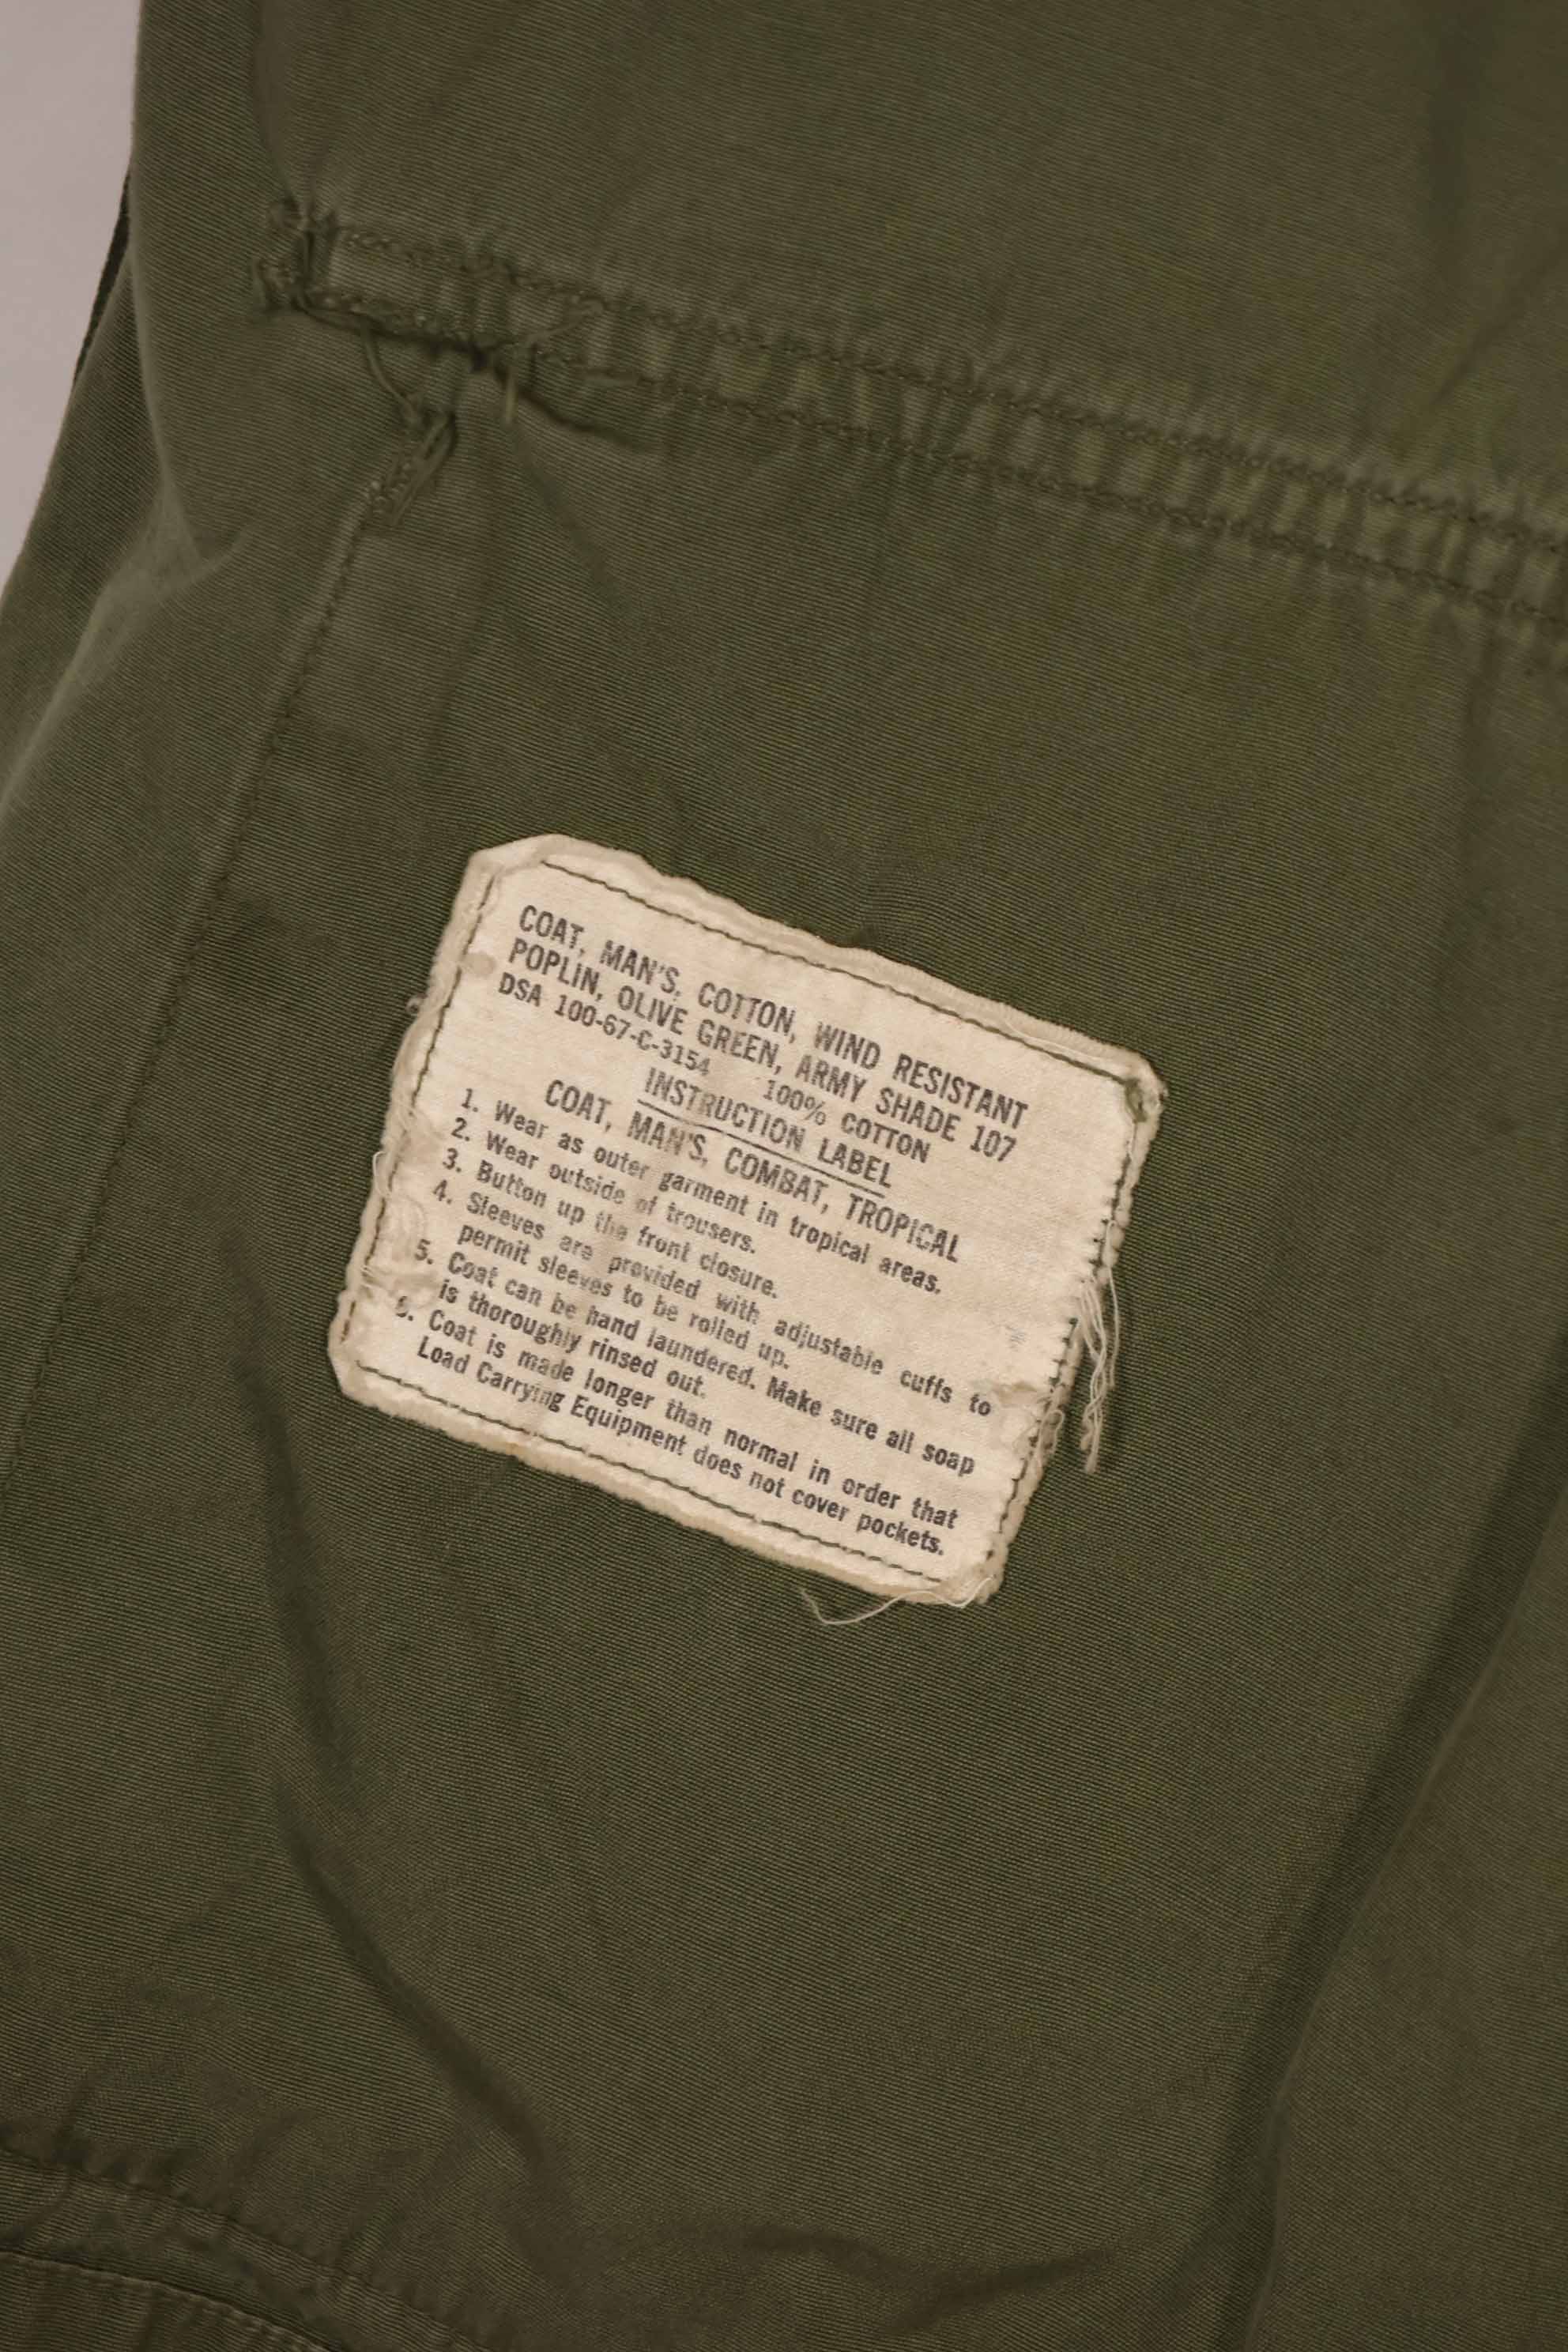 COAT, MAN'S, COTTON, WIND RESISTANT
POPLIN, OLIVE GREEN, ARMY SHADE 107
DSA 100-67-C-3154 100% COTTON
INSTRUCTION LABEL
COAT, MAN'S, COMBAT, TROPICAL
1. Wear as outer garment in tropical areas.
2. Wear outside of trousers.
3. Button up the front closure.
4. Sleeves are provided with adjustable cuffs to
permit sleeves to be rolled up.
5. Coat can be hand laundered. Make sure all soap
is thoroughly rinsed out.
6. Coat is made longer than normal in order that
Load Carrying Equipment does not cover pockets.